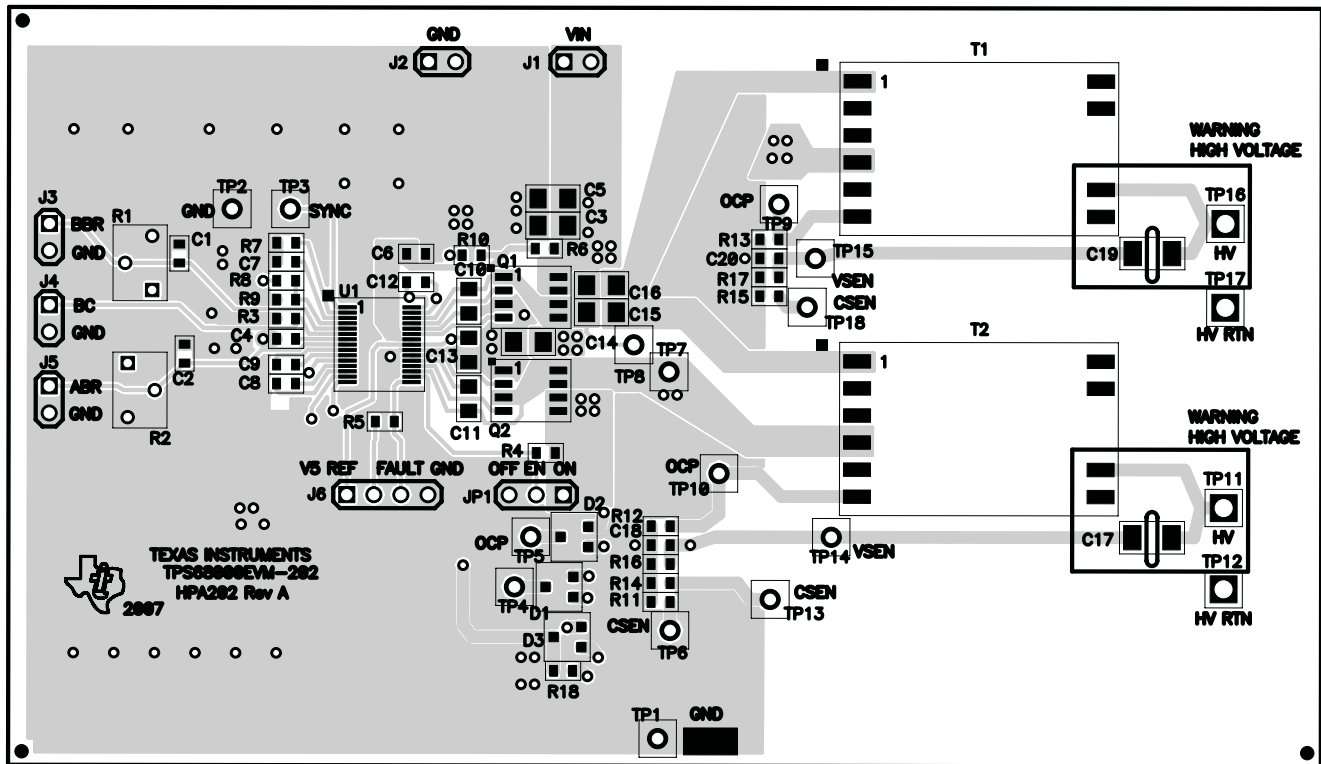 GND
VIN
J2
J1
T1
1
WARNING
HIGH VOLTAGE
J3
BBR
GND
R1
C1
TP2
GND
TP3
SYNC
C5
C3
OCP
TP9
TP16
HV
R7
C7
R8
R9
R3
C4
C9
C8
C6
C12
R10
C10
Q1
1
R6
R13
C20
R17
R15
TP15
VSEN
CSEN
TP18
C19
TP17
HV RTN
J4
BC
GND
U1
1
C16
C15
C13
C14
TP7
TP8
T2
1
J5
ABR
GND
C2
R2
R5
C11
1
Q2
R4
WARNING
HIGH VOLTAGE
V5 REF
FAULT GND
J6
OFF EN ON
JP1
D2
OCP
TP10
TP11
HV
OCP
TP5
R12
C18
R16
R14
R11
TP14
VSEN
C17
TP12
HV RTN
TEXAS INSTRUMENTS
TPS68000EVM-202
HPA202 Rev A
2007
TP4
D1
D3
CSEN
TP6
CSEN
TP13
R18
TP1
GND